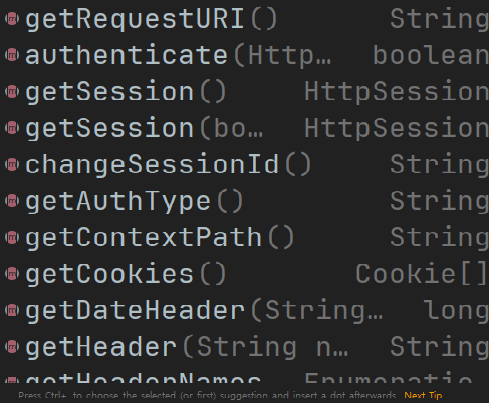 getRequestURI() String
authenticate(Http… boolean
getSession() HttpSession
getSession(bo… HttpSession
changeSessionId() String
getAuthType() String
getContextPath() String
getCookies() Cookie[]
getDateHeader(String… long
getHeader(String n… String
getHeaderNames Enumeratio
Press Ctrl+. to choose the selected (or first) suggestion and insert a dot afterwards Next Tip